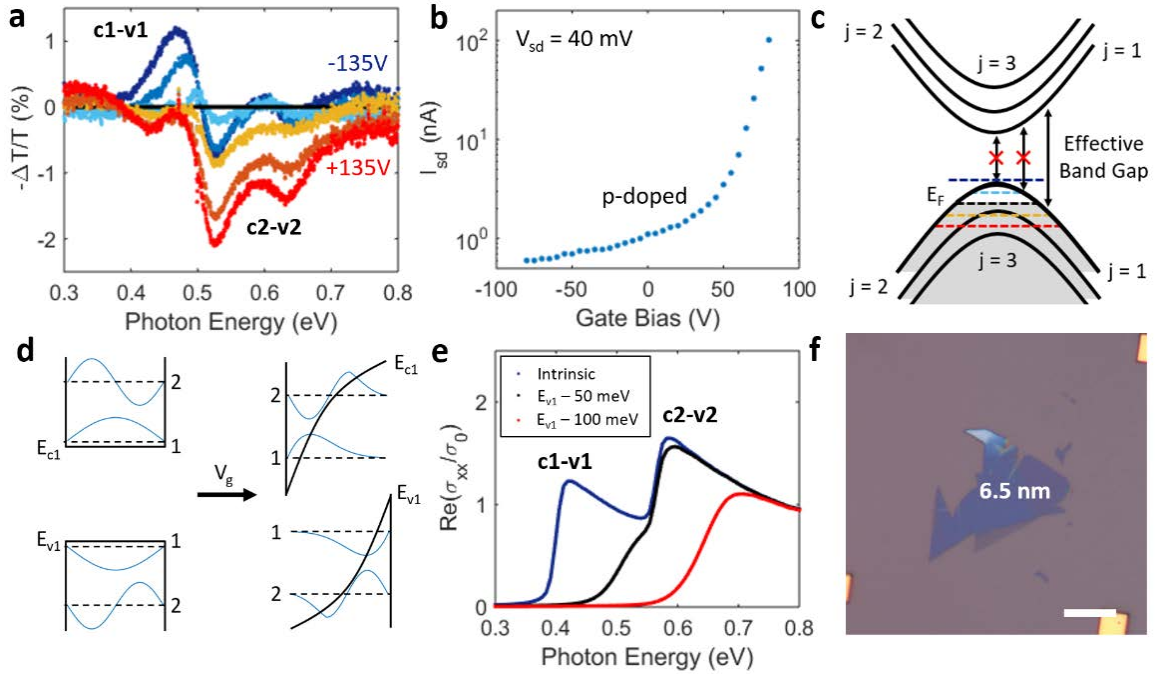 a
c1-v1
-135V
+135V
c2-v2
-ΔT/T (%)
1
0
-1
-2
0.3 0.4 0.5 0.6 0.7 0.8
Photon Energy (eV)
b
V_sd = 40 mV
p-doped
I_sd (nA)
10^2
10^1
10^0
-100 -50 0 50 100
Gate Bias (V)
c
j = 2
j = 3
j = 1
Effective
Band Gap
E_F
j = 3
j = 2
j = 1
d
2
1
E_c1
E_v1
1
2
V_g
E_c1
2
1
E_v1
1
2
e
Intrinsic
E_v1 – 50 meV
E_v1 – 100 meV
c1-v1
c2-v2
Re(σ_xx/σ_0)
2
1
0
0.3 0.4 0.5 0.6 0.7 0.8
Photon Energy (eV)
f
6.5 nm